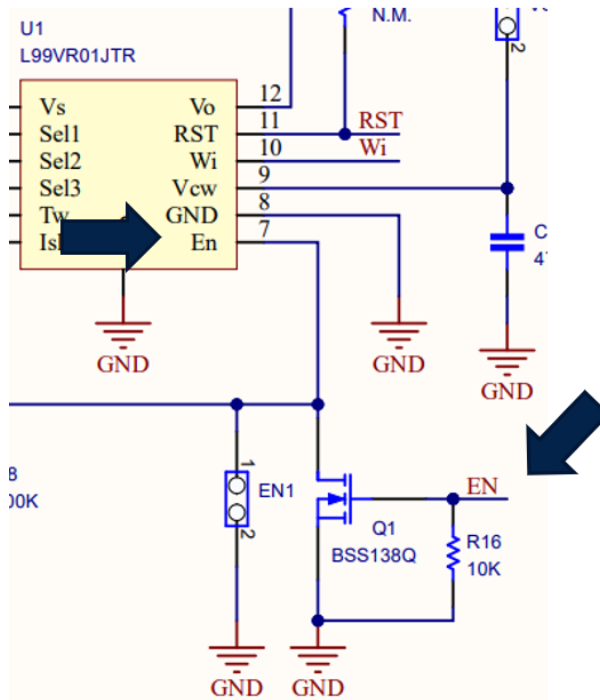 U1
L99VR01JTR
N.M.
2
Vs Vo 12
Sel1 RST 11 RST
Sel2 Wi 10 Wi
Sel3 Vcw 9
Tw GND 8
En 7
GND
GND
GND
1
EN1
2
EN
Q1
BSS138Q
R16
10K
GND
GND